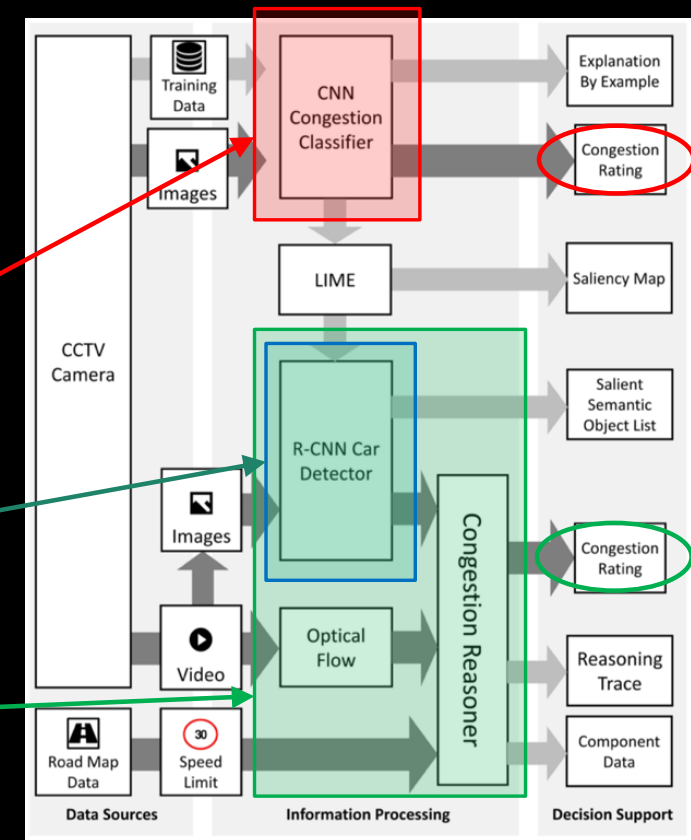 Training
Data
CNN
Congestion
Classifier
Explanation
By Example
Images
Congestion
Rating
LIME
Saliency Map
CCTV
Camera
R-CNN Car
Detector
Salient
Semantic
Object List
Images
Congestion Reasoner
Congestion
Rating
Video
Optical
Flow
Reasoning
Trace
Road Map
Data
30
Speed
Limit
Component
Data
Data Sources
Information Processing
Decision Support